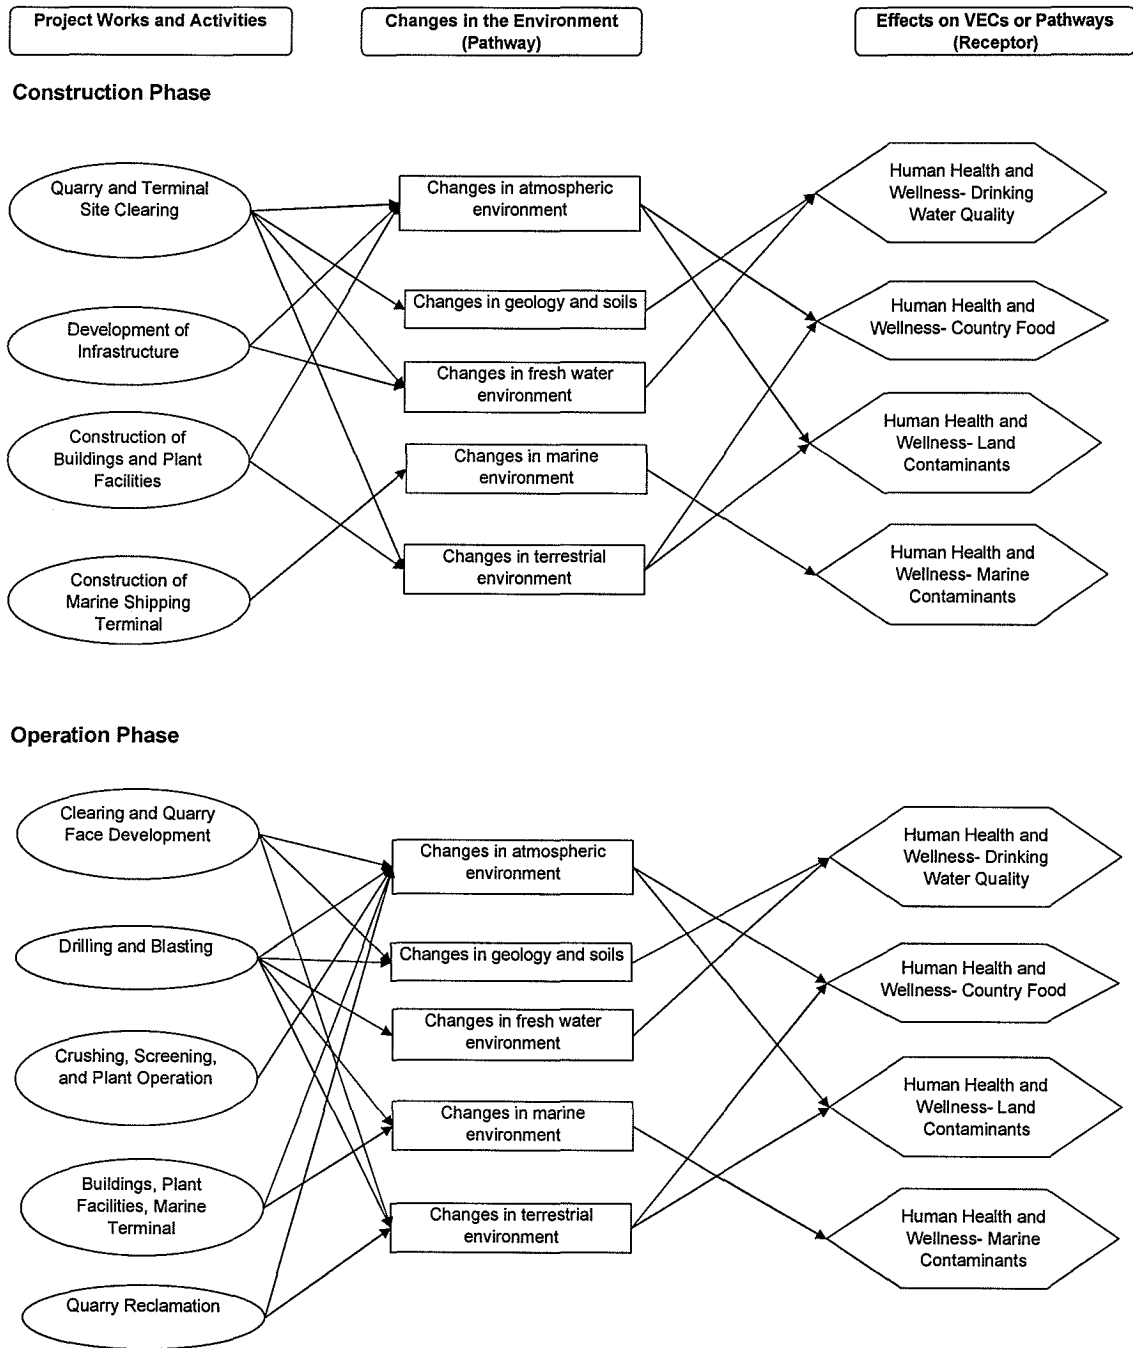 Project Works and Activities
Changes in the Environment
(Pathway)
Effects on VECs or Pathways
(Receptor)
Construction Phase
Quarry and Terminal
Site Clearing
Development of
Infrastructure
Construction of
Buildings and Plant
Facilities
Construction of
Marine Shipping
Terminal
Changes in atmospheric
environment
Changes in geology and soils
Changes in fresh water
environment
Changes in marine
environment
Changes in terrestrial
environment
Human Health and
Wellness- Drinking
Water Quality
Human Health and
Wellness- Country Food
Human Health and
Wellness- Land
Contaminants
Human Health and
Wellness- Marine
Contaminants
Operation Phase
Clearing and Quarry
Face Development
Drilling and Blasting
Crushing, Screening,
and Plant Operation
Buildings, Plant
Facilities, Marine
Terminal
Quarry Reclamation
Changes in atmospheric
environment
Changes in geology and soils
Changes in fresh water
environment
Changes in marine
environment
Changes in terrestrial
environment
Human Health and
Wellness- Drinking
Water Quality
Human Health and
Wellness- Country Food
Human Health and
Wellness- Land
Contaminants
Human Health and
Wellness- Marine
Contaminants